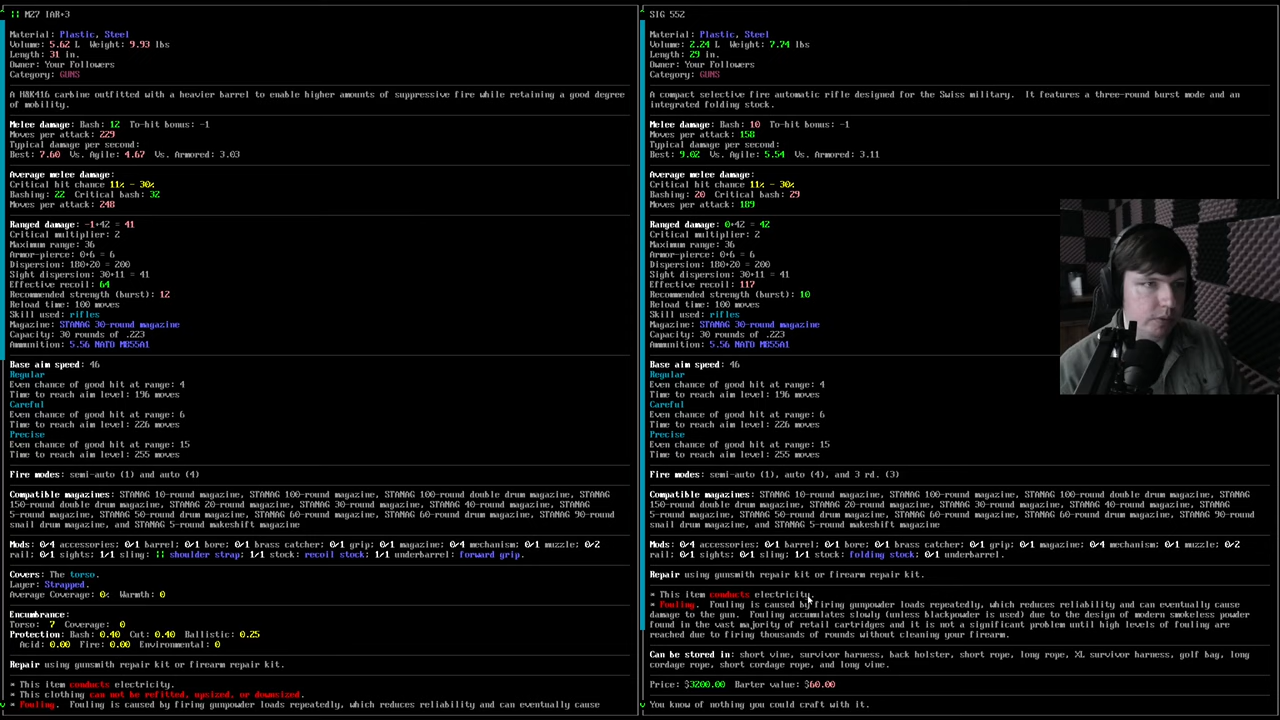 M27 IAR+3
Material: Plastic, Steel
Volume: 5.62 L  Weight: 9.93 lbs
Length: 31 in.
Owner: Your Followers
Category: GUNS
A H&K416 carbine outfitted with a heavier barrel to enable higher amounts of suppressive fire while retaining a good degree
of mobility.
Melee damage: Bash: 12  To-hit bonus: -1
Moves per attack: 229
Typical damage per second:
Best: 7.60  Vs. Agile: 4.67  Vs. Armored: 3.03
Average melee damage:
Critical hit chance 11% - 30%
Bashing: 22  Critical bash: 32
Moves per attack: 248
Ranged damage: -1+42 = 41
Critical multiplier: 2
Maximum range: 36
Armor-pierce: 0+6 = 6
Dispersion: 180+20 = 200
Sight dispersion: 30+11 = 41
Effective recoil: 64
Recommended strength (burst): 12
Reload time: 100 moves
Skill used: rifles
Magazine: STANAG 30-round magazine
Capacity: 30 rounds of .223
Ammunition: 5.56 NATO M855A1
Base aim speed: 46
Regular
Even chance of good hit at range: 4
Time to reach aim level: 196 moves
Careful
Even chance of good hit at range: 6
Time to reach aim level: 226 moves
Precise
Even chance of good hit at range: 15
Time to reach aim level: 255 moves
Fire modes: semi-auto (1) and auto (4)
Compatible magazines: STANAG 10-round magazine, STANAG 100-round magazine, STANAG 100-round double drum magazine, STANAG
150-round double drum magazine, STANAG 20-round magazine, STANAG 30-round magazine, STANAG 40-round magazine, STANAG
5-round magazine, STANAG 50-round drum magazine, STANAG 60-round magazine, STANAG 60-round drum magazine, STANAG 90-round
snail drum magazine, and STANAG 5-round makeshift magazine
Mods: 0/4 accessories; 0/1 barrel; 0/1 bore; 0/1 brass catcher; 0/1 grip; 0/1 magazine; 0/4 mechanism; 0/1 muzzle; 0/2
rail; 0/1 sights; 1/1 sling: shoulder strap; 1/1 stock: recoil stock; 1/1 underbarrel: forward grip.
Covers: The torso.
Layer: Strapped.
Average Coverage: 0%  Warmth: 0
Encumbrance:
Torso: 7  Coverage: 0
Protection: Bash: 0.40  Cut: 0.40  Ballistic: 0.25
Acid: 0.00  Fire: 0.00  Environmental: 0
Repair using gunsmith repair kit or firearm repair kit.
* This item conducts electricity.
* This clothing can not be refitted, upsized, or downsized.
* Fouling.  Fouling is caused by firing gunpowder loads repeatedly, which reduces reliability and can eventually cause
SIG 552
Material: Plastic, Steel
Volume: 2.24 L  Weight: 7.74 lbs
Length: 29 in.
Owner: Your Followers
Category: GUNS
A compact selective fire automatic rifle designed for the Swiss military.  It features a three-round burst mode and an
integrated folding stock.
Melee damage: Bash: 10  To-hit bonus: -1
Moves per attack: 158
Typical damage per second:
Best: 9.02  Vs. Agile: 5.54  Vs. Armored: 3.11
Average melee damage:
Critical hit chance 11% - 30%
Bashing: 20  Critical bash: 29
Moves per attack: 189
Ranged damage: 0+42 = 42
Critical multiplier: 2
Maximum range: 36
Armor-pierce: 0+6 = 6
Dispersion: 180+20 = 200
Sight dispersion: 30+11 = 41
Effective recoil: 117
Recommended strength (burst): 10
Reload time: 100 moves
Skill used: rifles
Magazine: STANAG 30-round magazine
Capacity: 30 rounds of .223
Ammunition: 5.56 NATO M855A1
Base aim speed: 46
Regular
Even chance of good hit at range: 4
Time to reach aim level: 196 moves
Careful
Even chance of good hit at range: 6
Time to reach aim level: 226 moves
Precise
Even chance of good hit at range: 15
Time to reach aim level: 255 moves
Fire modes: semi-auto (1), auto (4), and 3 rd. (3)
Compatible magazines: STANAG 10-round magazine, STANAG 100-round magazine, STANAG 100-round double drum magazine, STANAG
150-round double drum magazine, STANAG 20-round magazine, STANAG 30-round magazine, STANAG 40-round magazine, STANAG
5-round magazine, STANAG 50-round drum magazine, STANAG 60-round magazine, STANAG 60-round drum magazine, STANAG 90-round
snail drum magazine, and STANAG 5-round makeshift magazine
Mods: 0/4 accessories; 0/1 barrel; 0/1 bore; 0/1 brass catcher; 0/1 grip; 0/1 magazine; 0/4 mechanism; 0/1 muzzle; 0/2
rail; 0/1 sights; 0/1 sling; 1/1 stock: folding stock; 0/1 underbarrel.
Repair using gunsmith repair kit or firearm repair kit.
* This item conducts electricity.
* Fouling.  Fouling is caused by firing gunpowder loads repeatedly, which reduces reliability and can eventually cause
damage to the gun.  Fouling accumulates slowly (unless blackpowder is used) due to the design of modern smokeless powder
found in the vast majority of retail cartridges and it is not a significant problem until high levels of fouling are
reached due to firing thousands of rounds without cleaning your firearm.
Can be stored in: short vine, survivor harness, back holster, short rope, long rope, XL survivor harness, golf bag, long
cordage rope, short cordage rope, and long vine.
Price: $3200.00  Barter value: $60.00
You know of nothing you could craft with it.